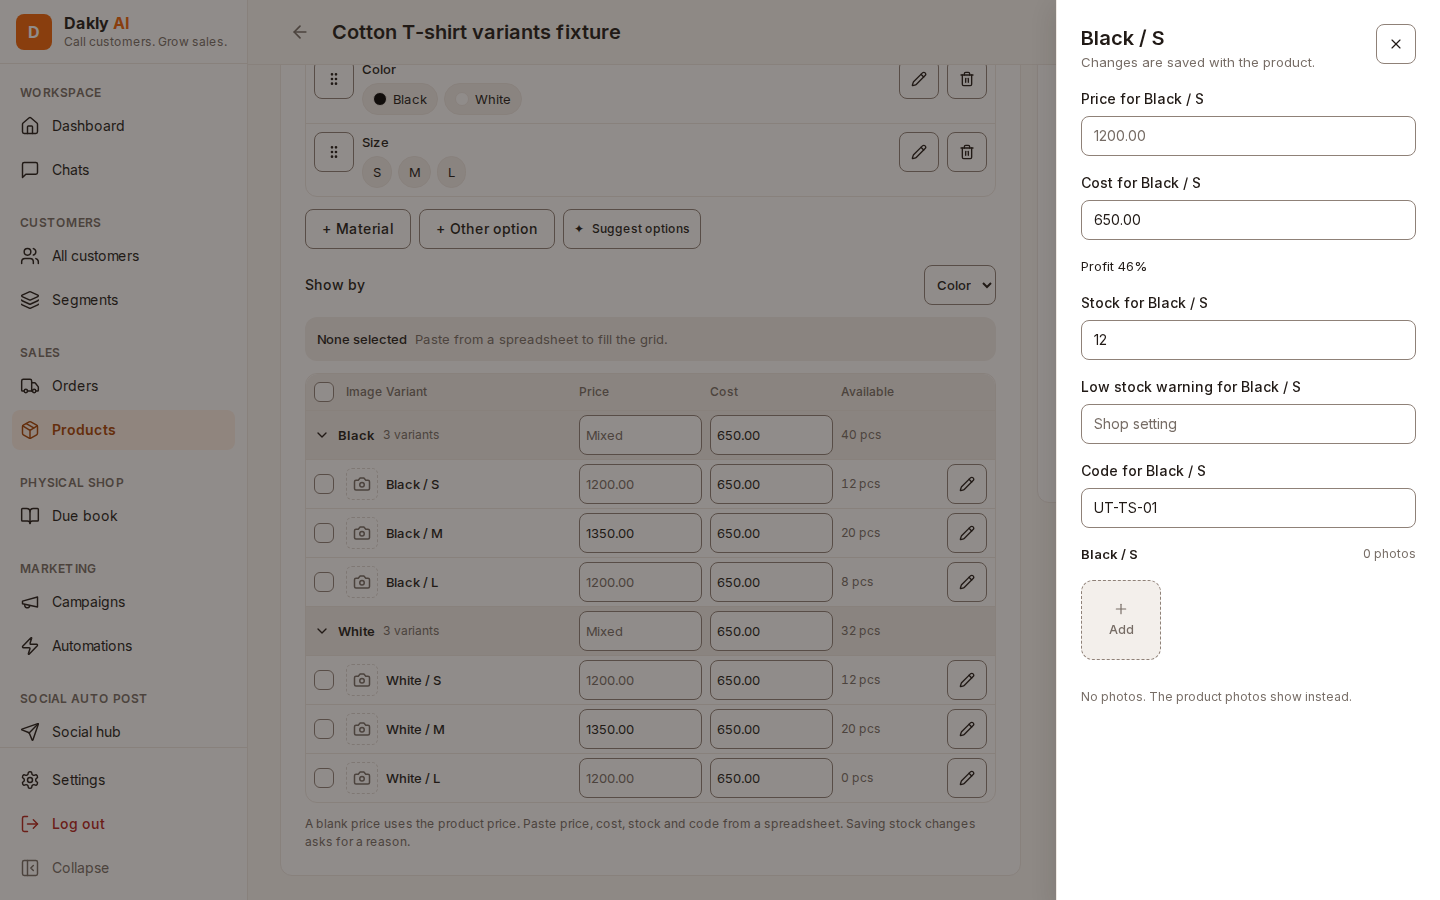 D
Dakly AI
Call customers. Grow sales.
WORKSPACE
Dashboard
Chats
CUSTOMERS
All customers
Segments
SALES
Orders
Products
PHYSICAL SHOP
Due book
MARKETING
Campaigns
Automations
SOCIAL AUTO POST
Social hub
Settings
Log out
Collapse
Cotton T-shirt variants fixture
Color
Black White
Size
S M L
+ Material + Other option ✦ Suggest options
Show by Color
None selected Paste from a spreadsheet to fill the grid.
Image Variant Price Cost Available
Black 3 variants Mixed 650.00 40 pcs
Black / S 1200.00 650.00 12 pcs
Black / M 1350.00 650.00 20 pcs
Black / L 1200.00 650.00 8 pcs
White 3 variants Mixed 650.00 32 pcs
White / S 1200.00 650.00 12 pcs
White / M 1350.00 650.00 20 pcs
White / L 1200.00 650.00 0 pcs
A blank price uses the product price. Paste price, cost, stock and code from a spreadsheet. Saving stock changes
asks for a reason.
Black / S
Changes are saved with the product.
Price for Black / S
1200.00
Cost for Black / S
650.00
Profit 46%
Stock for Black / S
12
Low stock warning for Black / S
Shop setting
Code for Black / S
UT-TS-01
Black / S 0 photos
+
Add
No photos. The product photos show instead.